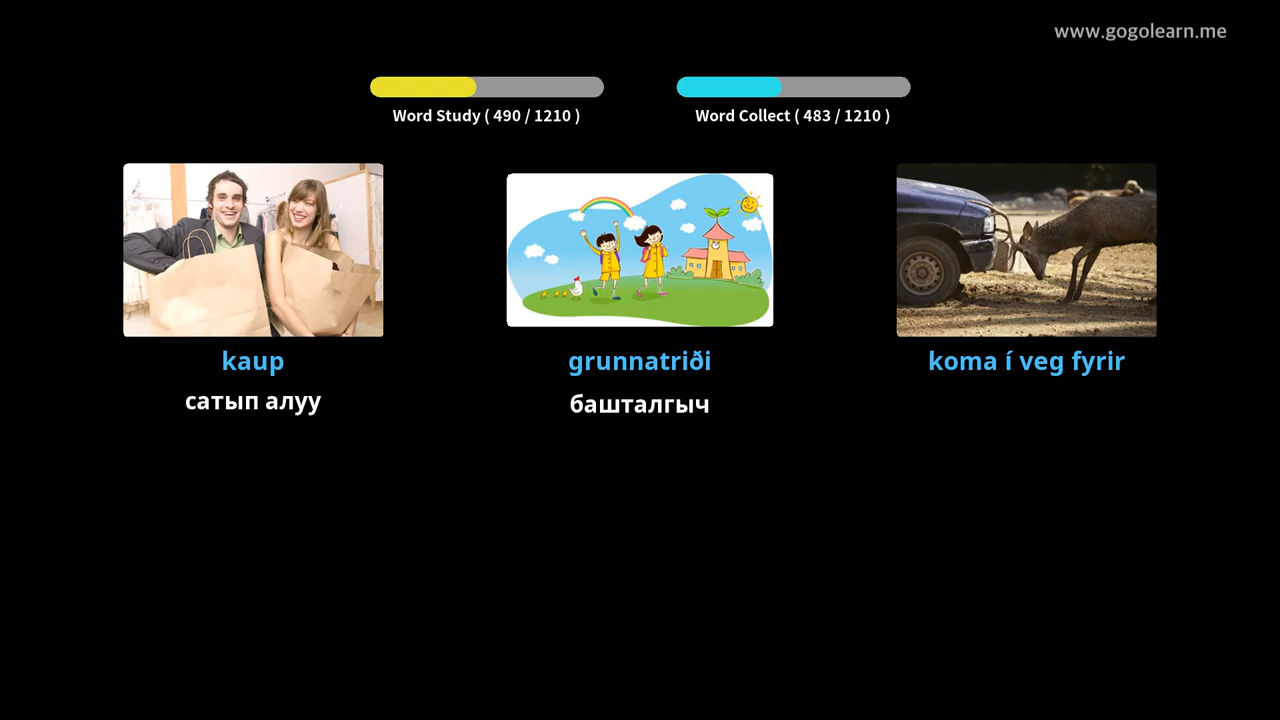 www.gogolearn.me
Word Study ( 490 / 1210 )
Word Collect ( 483 / 1210 )
kaup
сатып алуу
grunnatriði
башталгыч
koma í veg fyrir